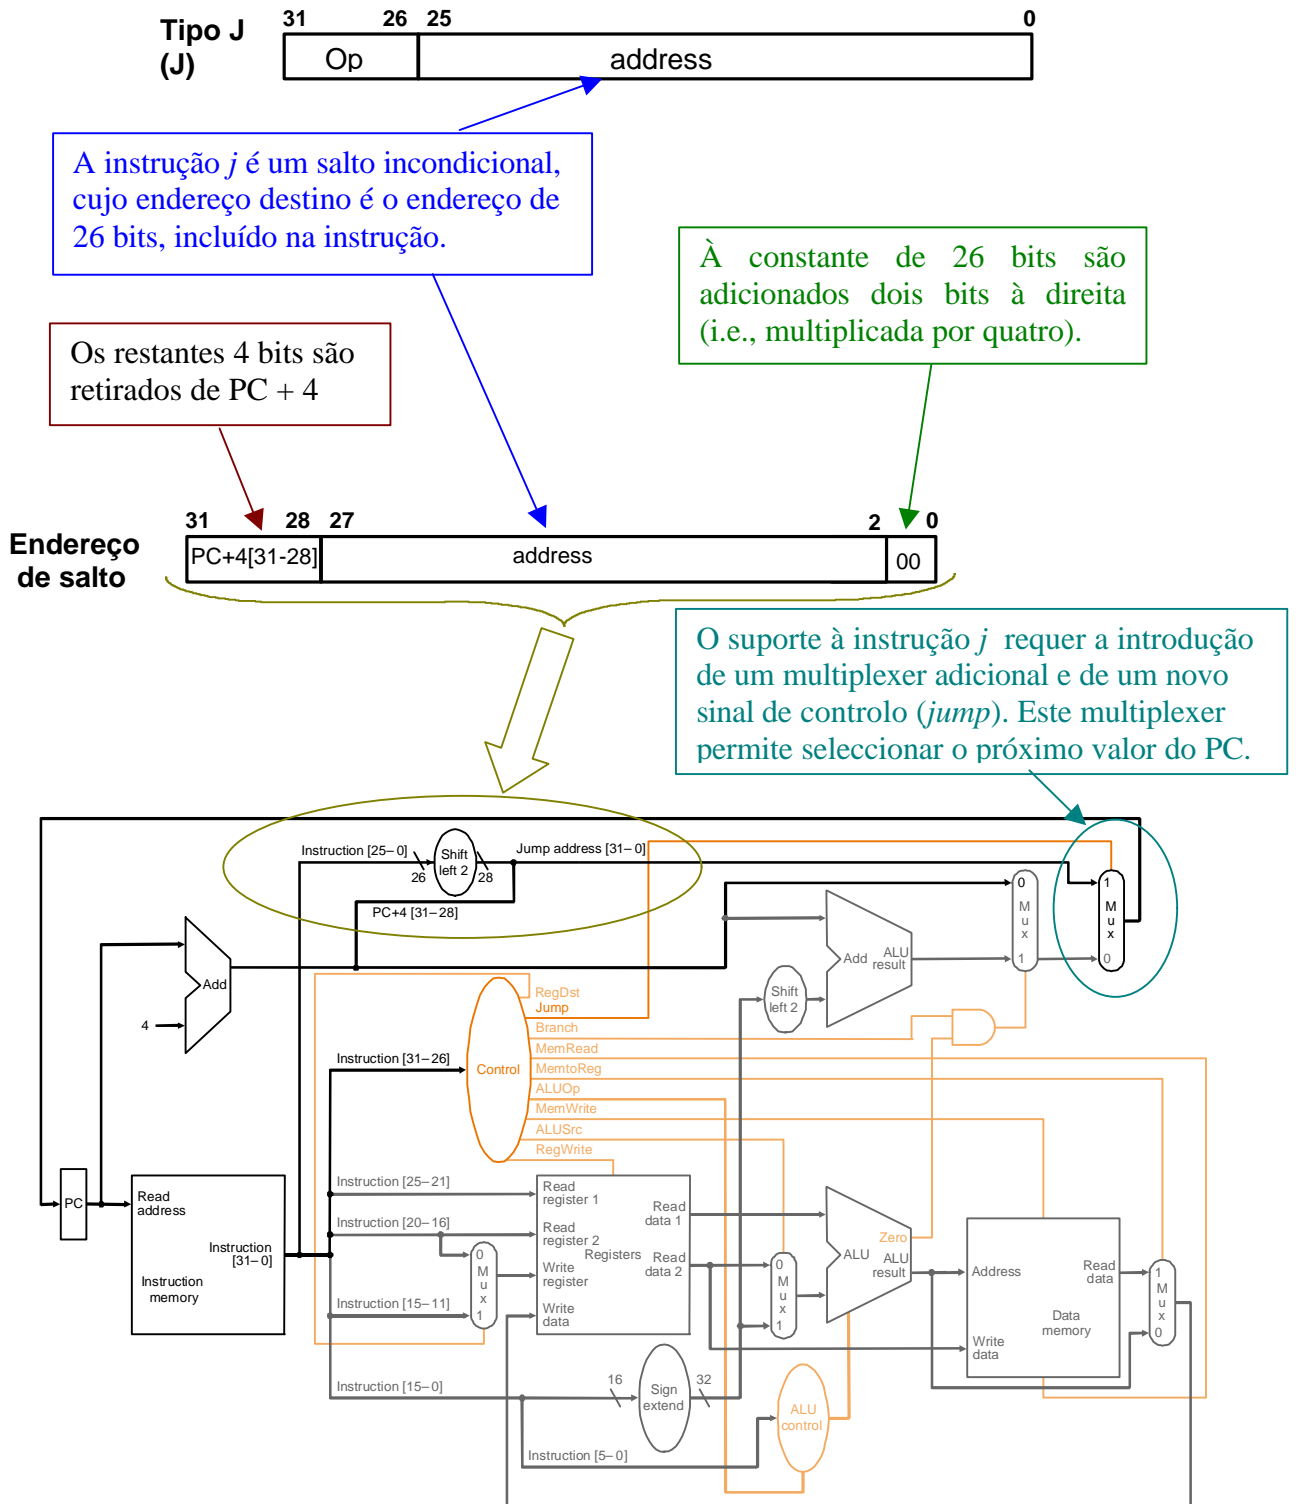 Tipo J
(J)
31 26 25 0
Op address
A instrução j é um salto incondicional,
cujo endereço destino é o endereço de
26 bits, incluído na instrução.
À constante de 26 bits são
adicionados dois bits à direita
(i.e., multiplicada por quatro).
Os restantes 4 bits são
retirados de PC + 4
31 28 27 2 0
Endereço
de salto
PC+4[31-28] address 00
O suporte à instrução j requer a introdução
de um multiplexer adicional e de um novo
sinal de controlo (jump). Este multiplexer
permite seleccionar o próximo valor do PC.
Instruction [25–0]
26
Shift
left 2
28
Jump address [31–0]
PC+4 [31–28]
Add
4
0
M
u
x
1
1
M
u
x
0
Add
ALU
result
Shift
left 2
RegDst
Jump
Branch
MemRead
MemtoReg
ALUOp
MemWrite
ALUSrc
RegWrite
Control
Instruction [31–26]
PC
Read
address
Instruction
[31–0]
Instruction
memory
Instruction [25–21]
Instruction [20–16]
Instruction [15–11]
Instruction [15–0]
0
M
u
x
1
Read
register 1
Read
register 2
Write
register
Write
data
Registers
Read
data 1
Read
data 2
0
M
u
x
1
Zero
ALU
ALU
result
Address
Write
data
Read
data
Data
memory
1
M
u
x
0
16
Sign
extend
32
ALU
control
Instruction [5–0]